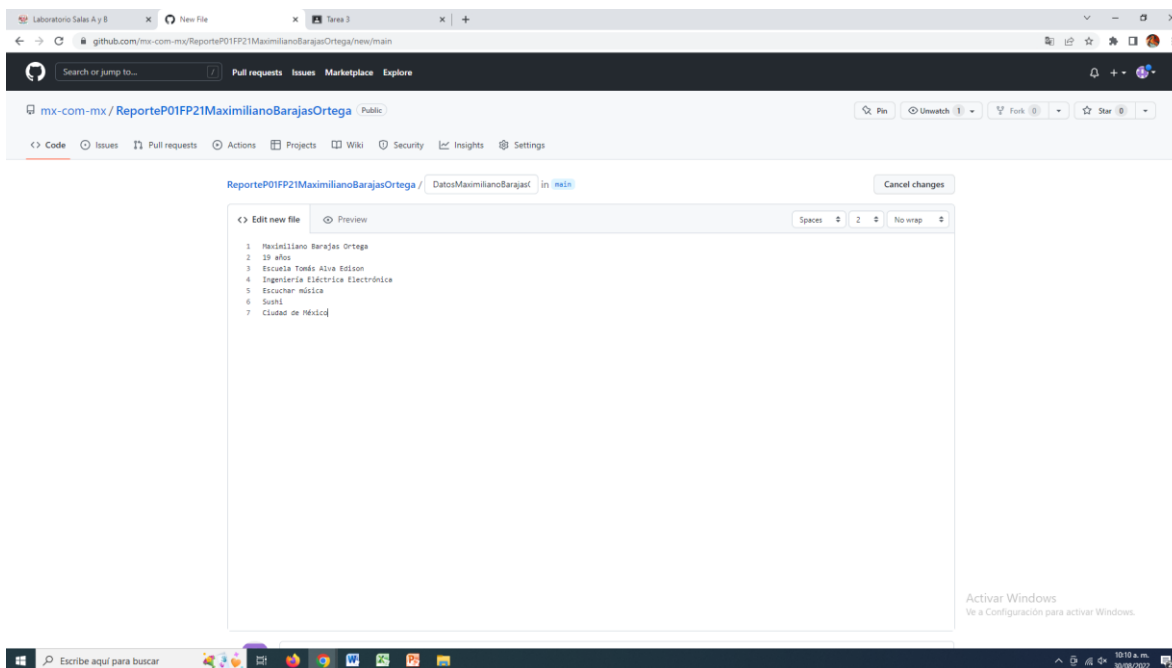 Laboratorio Salas A y B
New File
Tarea 3
github.com/mx-com-mx/ReporteP01FP21MaximilianoBarajasOrtega/new/main
Search or jump to...
/
Pull requests Issues Marketplace Explore
mx-com-mx / ReporteP01FP21MaximilianoBarajasOrtega Public
Pin
Unwatch 1
Fork 0
Star 0
<> Code Issues Pull requests Actions Projects Wiki Security Insights Settings
ReporteP01FP21MaximilianoBarajasOrtega / DatosMaximilianoBarajas in main
Cancel changes
<> Edit new file
Preview
Spaces 2 No wrap
1 Maximiliano Barajas Ortega
2 19 años
3 Escuela Tomás Alva Edison
4 Ingeniería Eléctrica Electrónica
5 Escuchar música
6 Sushi
7 Ciudad de México
Activar Windows
Ve a Configuración para activar Windows.
Escribe aquí para buscar
10:10 a. m.
30/08/2022